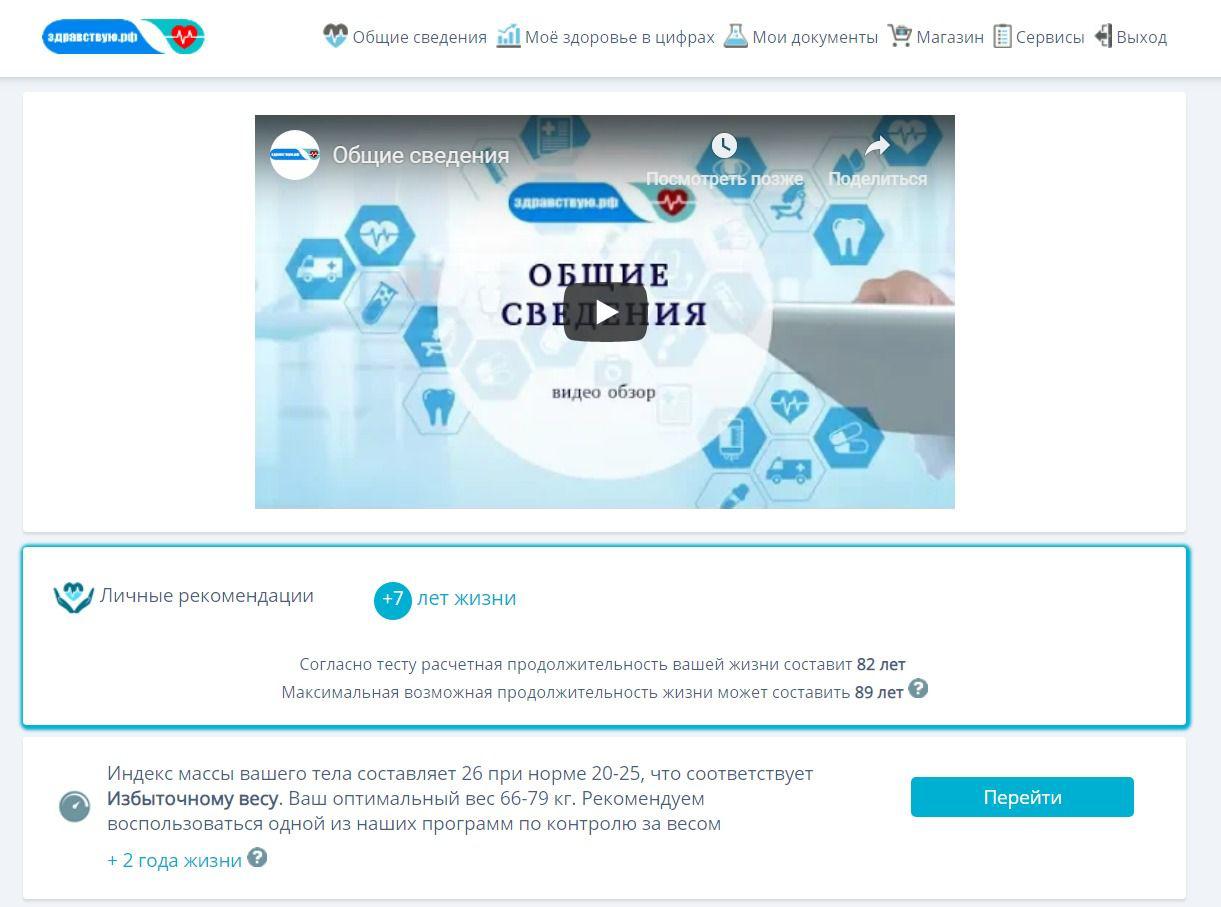 здравствую.рф
Общие сведения Моё здоровье в цифрах Мои документы Магазин Сервисы Выход
здравствую.рф
Общие сведения
Посмотреть позже Поделиться
здравствую.рф
ОБЩИЕ
СВЕДЕНИЯ
видео обзор
Личные рекомендации
+7 лет жизни
Согласно тесту расчетная продолжительность вашей жизни составит 82 лет
Максимальная возможная продолжительность жизни может составить 89 лет ?
Индекс массы вашего тела составляет 26 при норме 20-25, что соответствует
Избыточному весу. Ваш оптимальный вес 66-79 кг. Рекомендуем
воспользоваться одной из наших программ по контролю за весом
Перейти
+ 2 года жизни ?